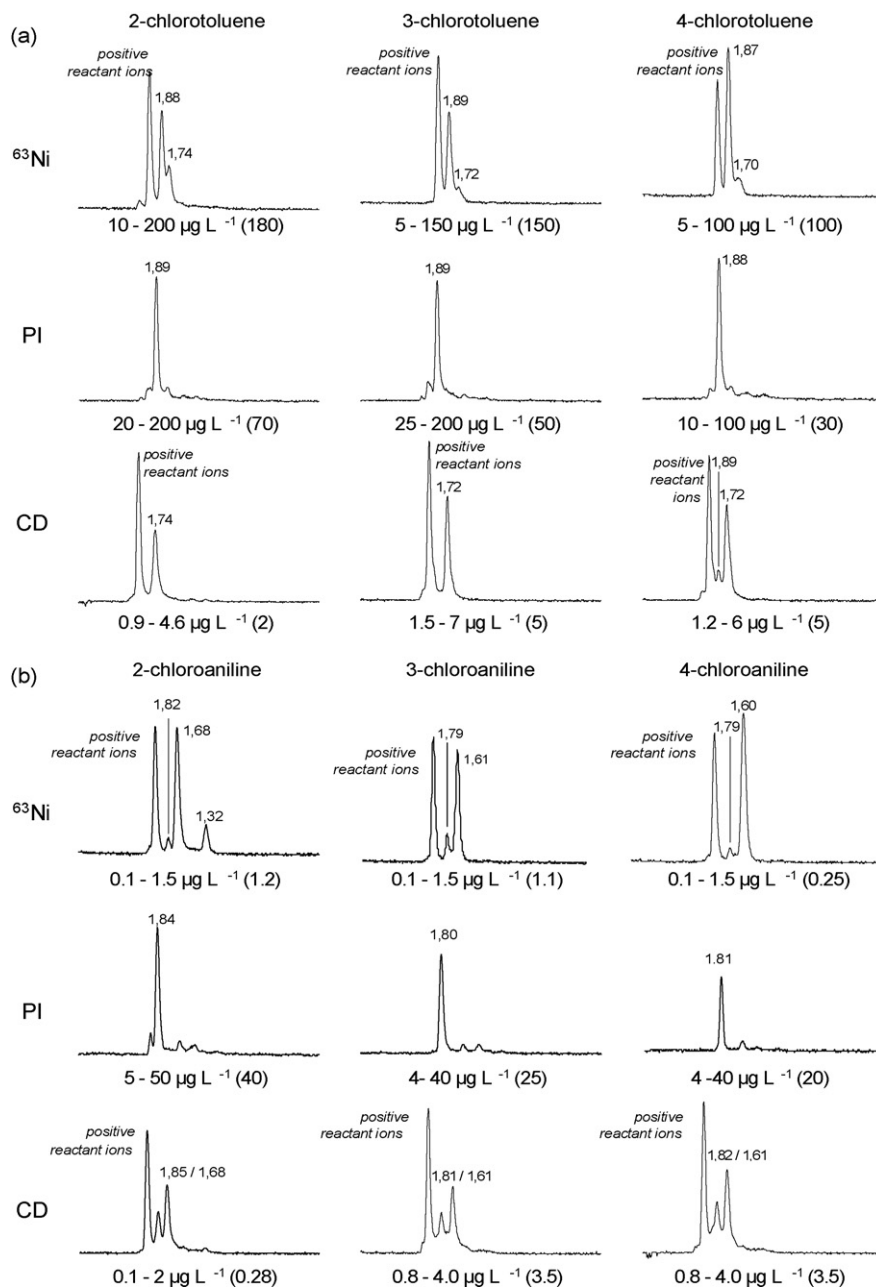 (a)
2-chlorotoluene 3-chlorotoluene 4-chlorotoluene
⁶³Ni
positive
reactant ions
1,88
1,74
10 - 200 µg L ⁻¹ (180)
positive
reactant ions
1,89
1,72
5 - 150 µg L ⁻¹ (150)
positive
reactant ions
1,87
1,70
5 - 100 µg L ⁻¹ (100)
PI
1,89
20 - 200 µg L ⁻¹ (70)
1,89
25 - 200 µg L ⁻¹ (50)
1,88
10 - 100 µg L ⁻¹ (30)
CD
positive
reactant ions
1,74
0.9 - 4.6 µg L ⁻¹ (2)
positive
reactant ions
1,72
1.5 - 7 µg L ⁻¹ (5)
positive
reactant
ions
1,89
1,72
1.2 - 6 µg L ⁻¹ (5)
(b)
2-chloroaniline 3-chloroaniline 4-chloroaniline
⁶³Ni
positive
reactant ions
1,82
1,68
1,32
0.1 - 1.5 µg L ⁻¹ (1.2)
positive
reactant ions
1,79
1,61
0.1 - 1.5 µg L ⁻¹ (1.1)
positive
reactant ions
1,79
1,60
0.1 - 1.5 µg L ⁻¹ (0.25)
PI
1,84
5 - 50 µg L ⁻¹ (40)
1,80
4 - 40 µg L ⁻¹ (25)
1.81
4 -40 µg L ⁻¹ (20)
CD
positive
reactant ions
1,85 / 1,68
0.1 - 2 µg L ⁻¹ (0.28)
positive
reactant ions
1,81 / 1,61
0.8 - 4.0 µg L ⁻¹ (3.5)
positive
reactant ions
1,82 / 1,61
0.8 - 4.0 µg L ⁻¹ (3.5)